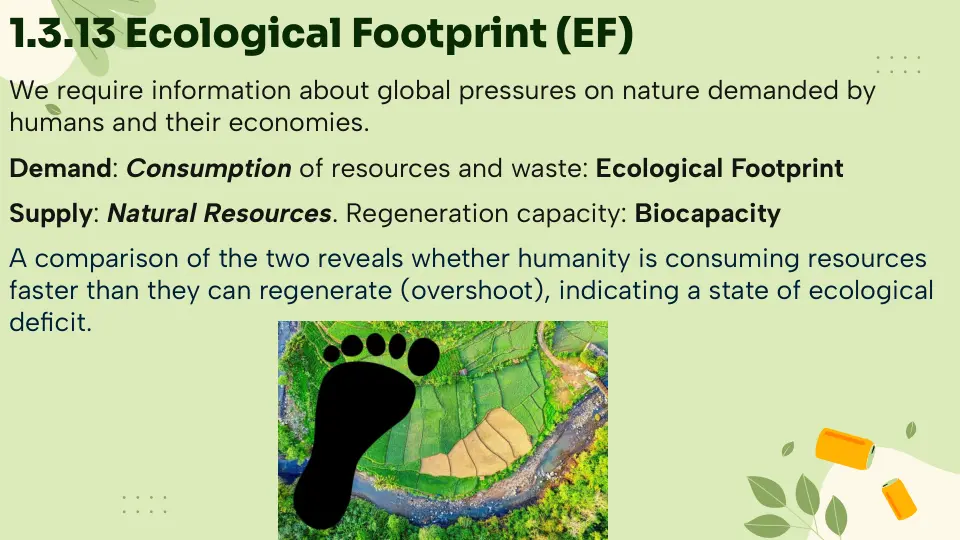 1.3.13 Ecological Footprint (EF)
We require information about global pressures on nature demanded by
humans and their economies.
Demand: Consumption of resources and waste: Ecological Footprint
Supply: Natural Resources. Regeneration capacity: Biocapacity
A comparison of the two reveals whether humanity is consuming resources
faster than they can regenerate (overshoot), indicating a state of ecological
deficit.